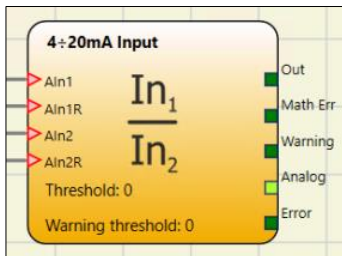 4÷20mA Input
AIn1
AIn1R
AIn2
AIn2R
In1
In2
Threshold: 0
Warning threshold: 0
Out
Math Err
Warning
Analog
Error